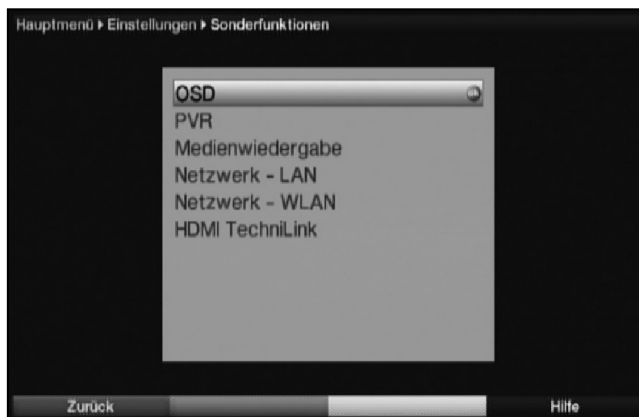 Hauptmenü ▸ Einstellungen ▸ Sonderfunktionen
OSD
PVR
Medienwiedergabe
Netzwerk - LAN
Netzwerk - WLAN
HDMI TechniLink
Zurück Hilfe